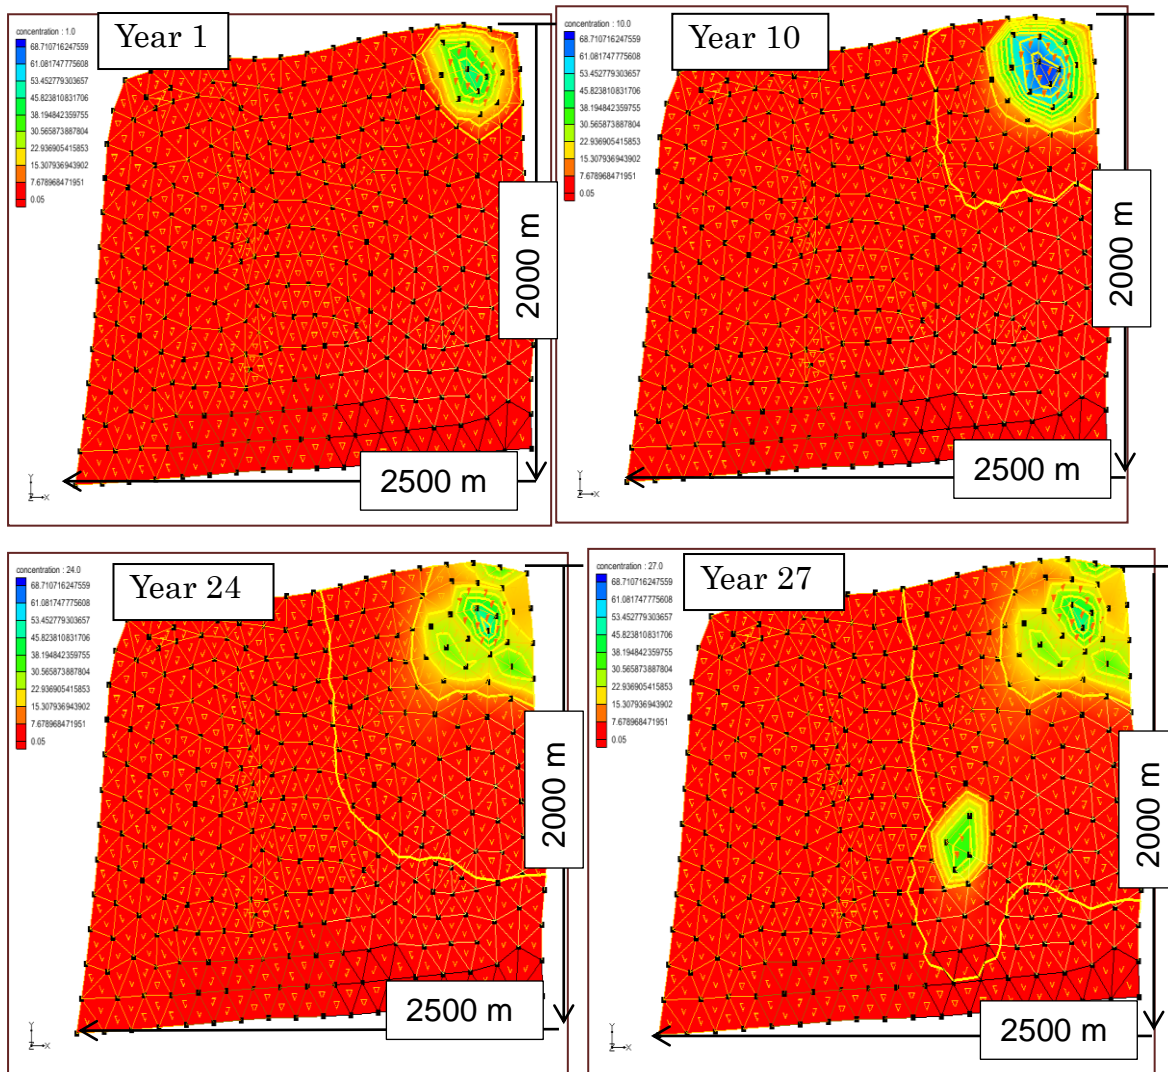 concentration : 1.0
68.710716247559
61.081747775608
53.452779303657
45.823810831706
38.194842359755
30.565873887804
22.936905415853
15.307936943902
7.678968471951
0.05
Year 1
2000 m
2500 m
Y
Z X
concentration : 10.0
68.710716247559
61.081747775608
53.452779303657
45.823810831706
38.194842359755
30.565873887804
22.936905415853
15.307936943902
7.678968471951
0.05
Year 10
2000 m
2500 m
Y
Z X
concentration : 24.0
68.710716247559
61.081747775608
53.452779303657
45.823810831706
38.194842359755
30.565873887804
22.936905415853
15.307936943902
7.678968471951
0.05
Year 24
2000 m
2500 m
Y
Z X
concentration : 27.0
68.710716247559
61.081747775608
53.452779303657
45.823810831706
38.194842359755
30.565873887804
22.936905415853
15.307936943902
7.678968471951
0.05
Year 27
2000 m
2500 m
Y
Z X